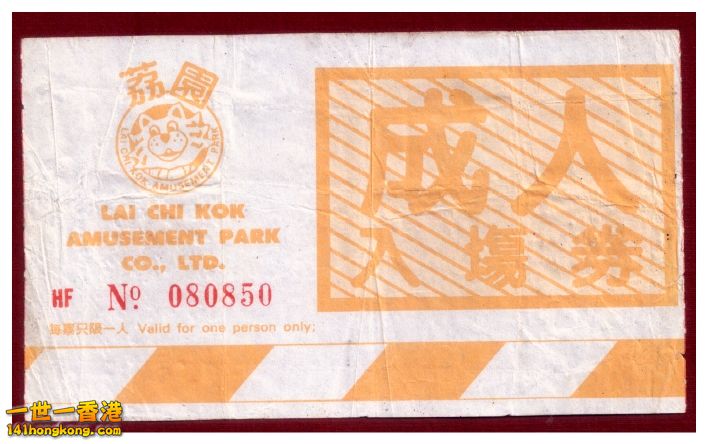 荔園
LAI CHI KOK AMUSEMENT PARK
LAI CHI KOK
AMUSEMENT PARK
CO., LTD.
HF Nº 080850
每票只限一人 Valid for one person only;
成人
入場券
一世一香港
141hongkong.com